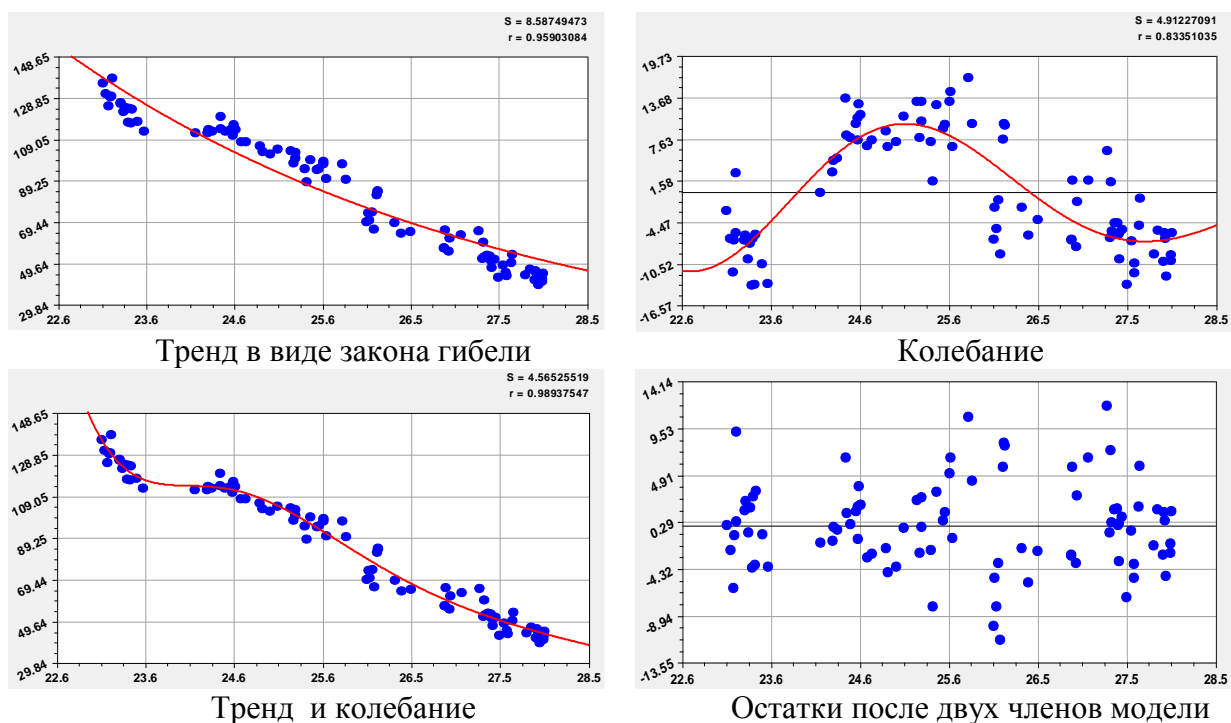 S = 8.58749473
r = 0.95903084
148.65
128.85
109.05
89.25
69.44
49.64
29.84
22.6 23.6 24.6 25.6 26.5 27.5 28.5
Тренд в виде закона гибели
S = 4.91227091
r = 0.83351035
19.73
13.68
7.63
1.58
-4.47
-10.52
-16.57
22.6 23.6 24.6 25.6 26.5 27.5 28.5
Колебание
S = 4.56525519
r = 0.98937547
148.65
128.85
109.05
89.25
69.44
49.64
29.84
22.6 23.6 24.6 25.6 26.5 27.5 28.5
Тренд и колебание
14.14
9.53
4.91
0.29
-4.32
-8.94
-13.55
22.6 23.6 24.6 25.6 26.5 27.5 28.5
Остатки после двух членов модели